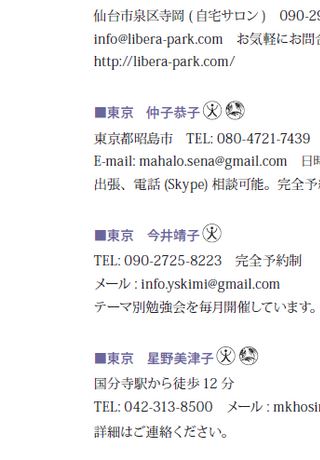 仙台市泉区寺岡 ( 自宅サロン )　090-29
info@libera-park.com　お気軽にお問合
http://libera-park.com/
■東京　仲子恭子
東京都昭島市　TEL: 080-4721-7439
E-mail: mahalo.sena@gmail.com　日時
出張、電話 (Skype) 相談可能。完全予約
■東京　今井靖子
TEL: 090-2725-8223　完全予約制
メール : info.yskimi@gmail.com
テーマ別勉強会を毎月開催しています。
■東京　星野美津子
国分寺駅から徒歩 12 分
TEL: 042-313-8500　メール : mkhosin
詳細はご連絡ください。